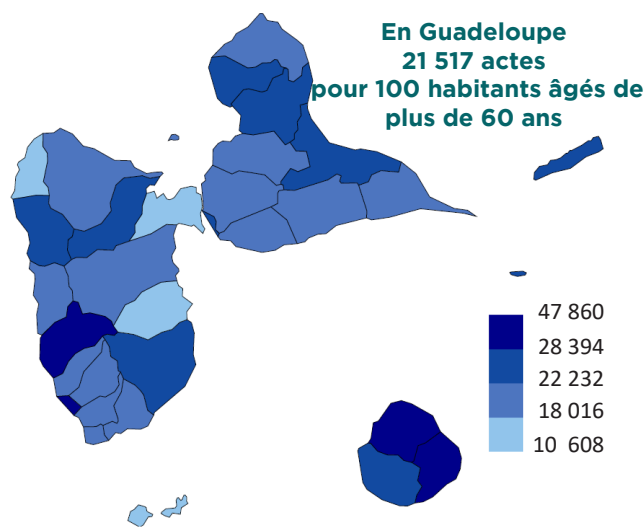 En Guadeloupe
21 517 actes
pour 100 habitants âgés de
plus de 60 ans
47 860
28 394
22 232
18 016
10 608